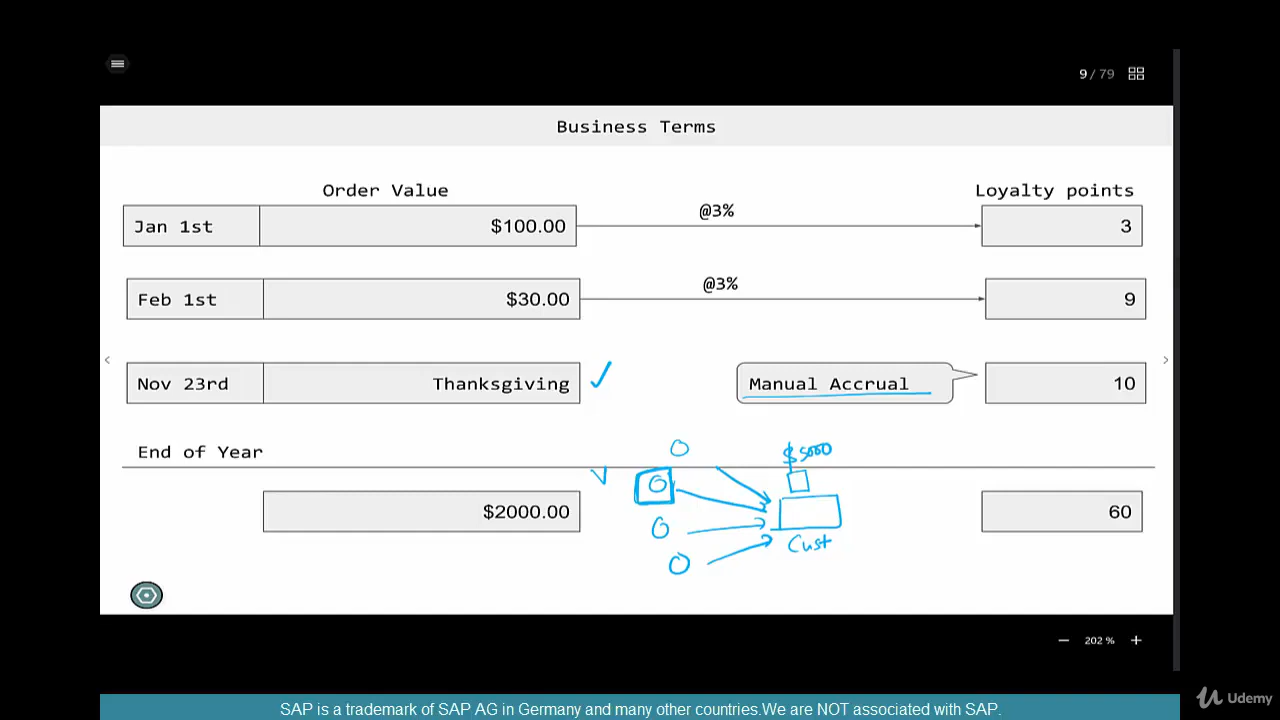 9 / 79
Business Terms
Order Value
Loyalty points
Jan 1st $100.00 @3% 3
Feb 1st $30.00 @3% 9
Nov 23rd Thanksgiving Manual Accrual 10
End of Year
$5000
$2000.00 60
Cust
202 %
SAP is a trademark of SAP AG in Germany and many other countries.We are NOT associated with SAP.
Udemy